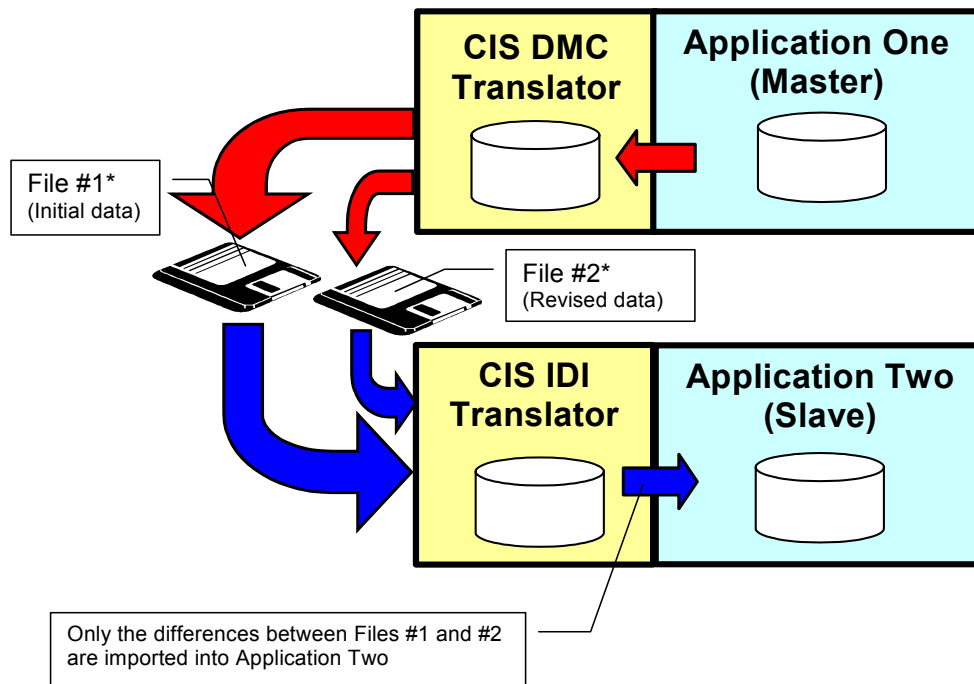 CIS DMC
Translator
Application One
(Master)
File #1*
(Initial data)
File #2*
(Revised data)
CIS IDI
Translator
Application Two
(Slave)
Only the differences between Files #1 and #2
are imported into Application Two